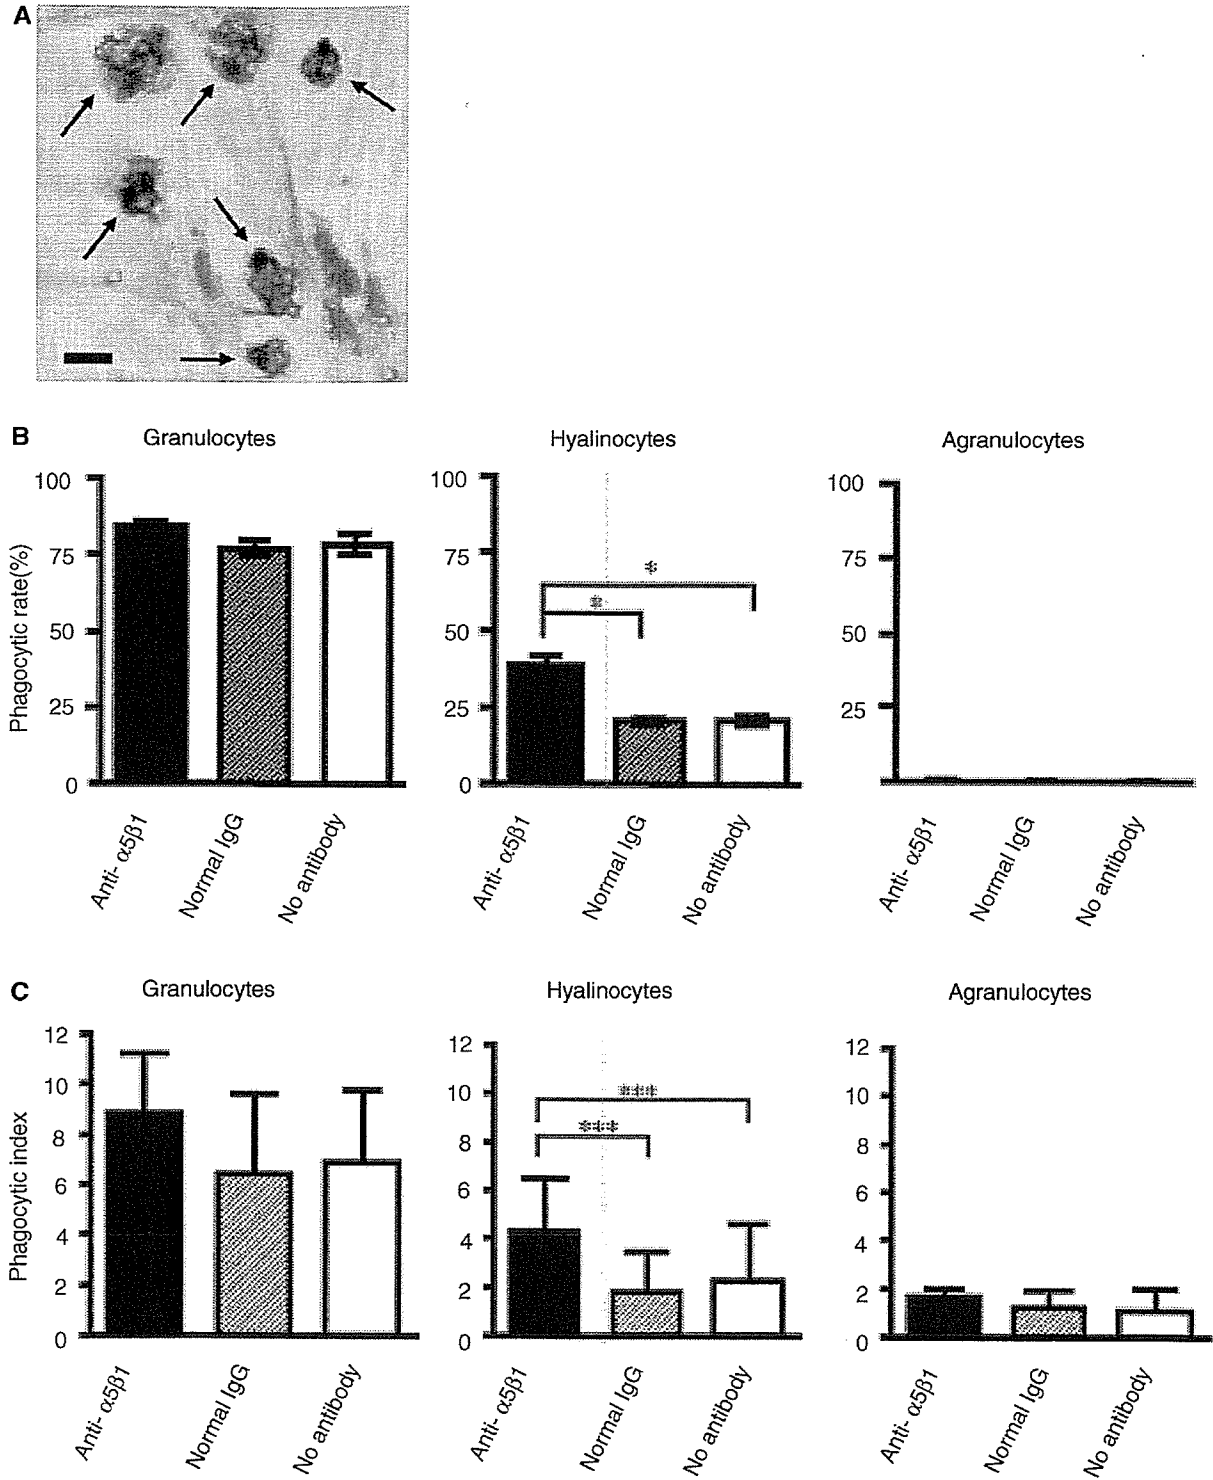 A
B
Granulocytes Hyalinocytes Agranulocytes
Phagocytic rate(%)
100
75
50
25
0
Anti- α5β1
Normal IgG
No antibody
100
75
50
25
0
* 
*
Anti- α5β1
Normal IgG
No antibody
100
75
50
25
Anti- α5β1
Normal IgG
No antibody
C
Granulocytes Hyalinocytes Agranulocytes
Phagocytic index
12
10
8
6
4
2
0
Anti- α5β1
Normal IgG
No antibody
12
10
8
6
4
2
0
***
***
Anti- α5β1
Normal IgG
No antibody
12
10
8
6
4
2
0
Anti- α5β1
Normal IgG
No antibody